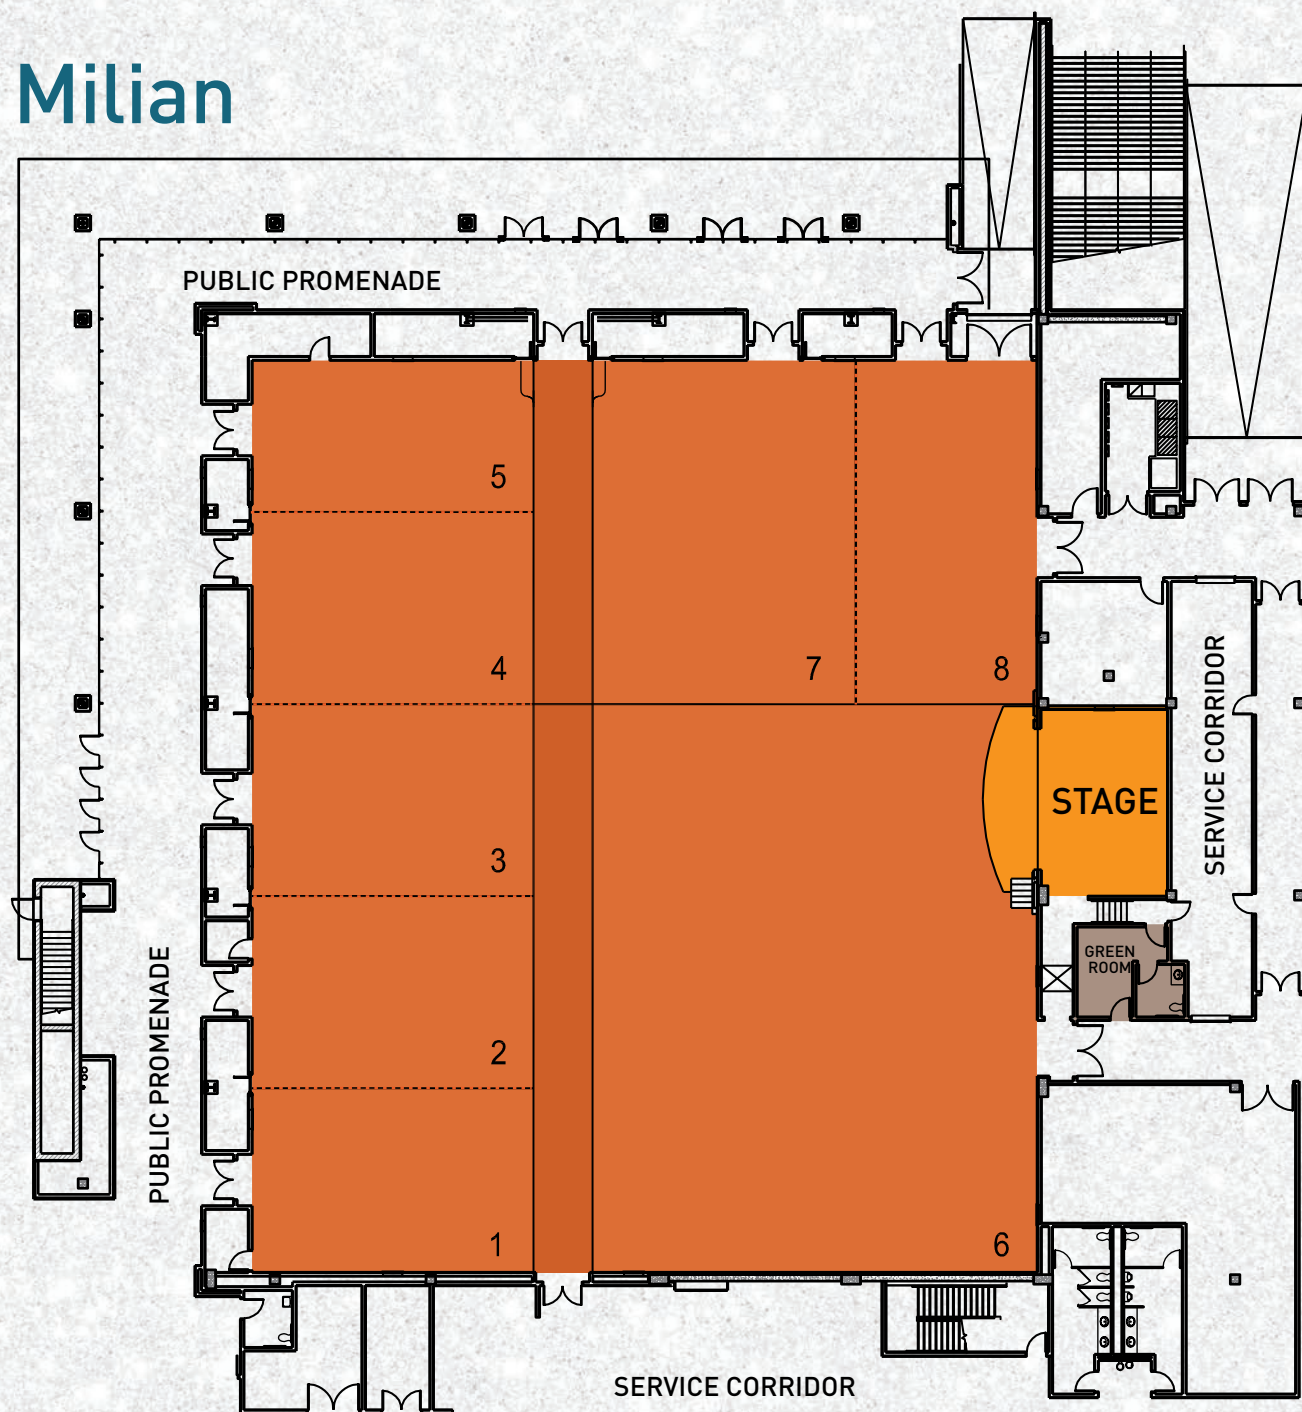 Milian
PUBLIC PROMENADE
5
4
7
8
STAGE
SERVICE CORRIDOR
3
GREEN
ROOM
PUBLIC PROMENADE
2
1
6
SERVICE CORRIDOR